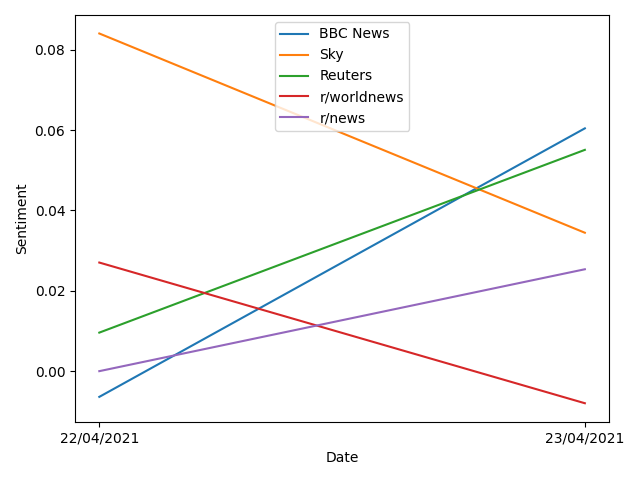 BBC News
Sky
Reuters
r/worldnews
r/news
0.08
0.06
0.04
0.02
0.00
Sentiment
22/04/2021
23/04/2021
Date